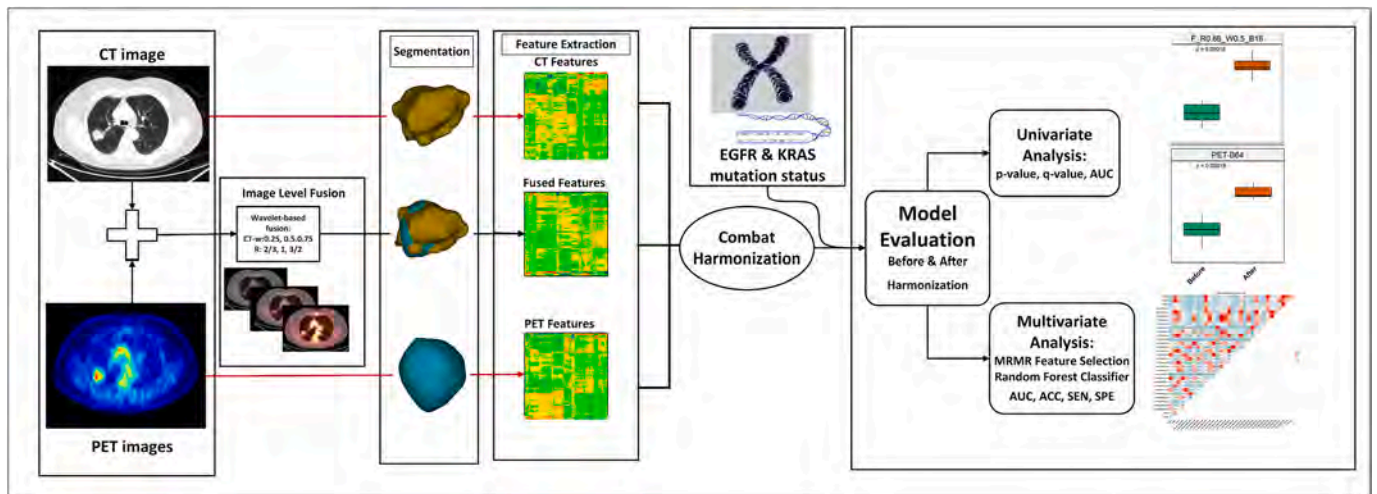 CT image
PET images
Image Level Fusion
Wavelet-based
fusion:
CT-w:0.25, 0.5.0.75
R: 2/3, 1, 3/2
Segmentation
Feature Extraction
CT Features
Fused Features
PET Features
EGFR & KRAS
mutation status
Combat
Harmonization
Model
Evaluation
Before & After
Harmonization
Univariate
Analysis:
p-value, q-value, AUC
Multivariate
Analysis:
MRMR Feature Selection
Random Forest Classifier
AUC, ACC, SEN, SPE
PET-B64
Before
After